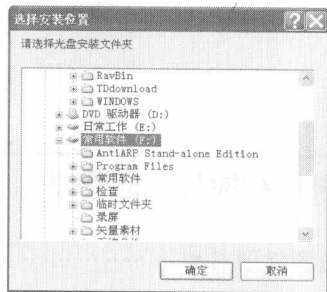 选择安装位置
请选择光盘安装文件夹
RavBin
TDdownload
WINDOWS
DVD 驱动器 (D:)
日常工作 (E:)
常用软件 (F:)
AntiARP Stand-alone Edition
Program Files
常用软件
检查
临时文件夹
录屏
矢量素材
确定
取消